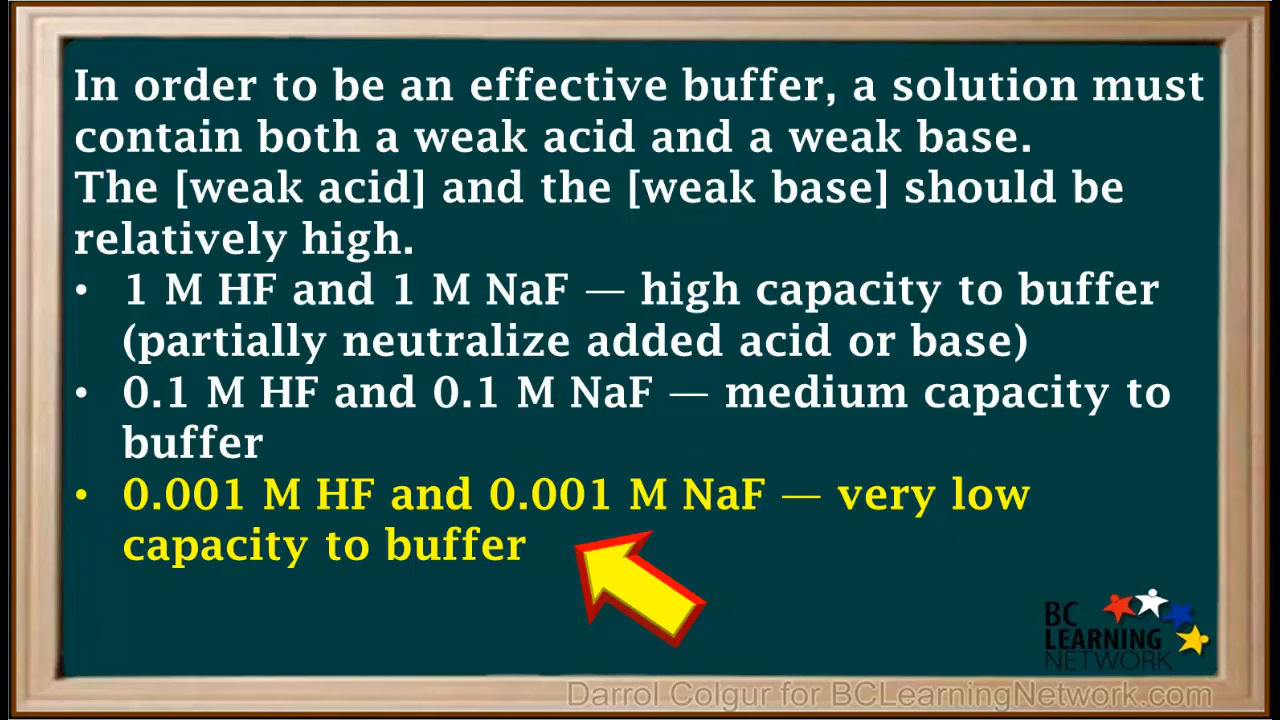 In order to be an effective buffer, a solution must
contain both a weak acid and a weak base.
The [weak acid] and the [weak base] should be
relatively high.
• 1 M HF and 1 M NaF — high capacity to buffer
(partially neutralize added acid or base)
• 0.1 M HF and 0.1 M NaF — medium capacity to
buffer
• 0.001 M HF and 0.001 M NaF — very low
capacity to buffer
BC
LEARNING
NETWORK
Darrol Colgur for BCLearningNetwork.com